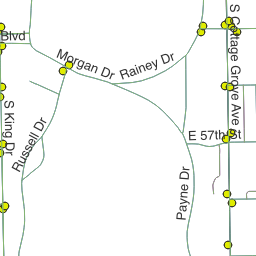 Blvd
Morgan Dr
Rainey Dr
S Cottage Grove Ave
S King Dr
Russell Dr
E 57th St
Payne Dr